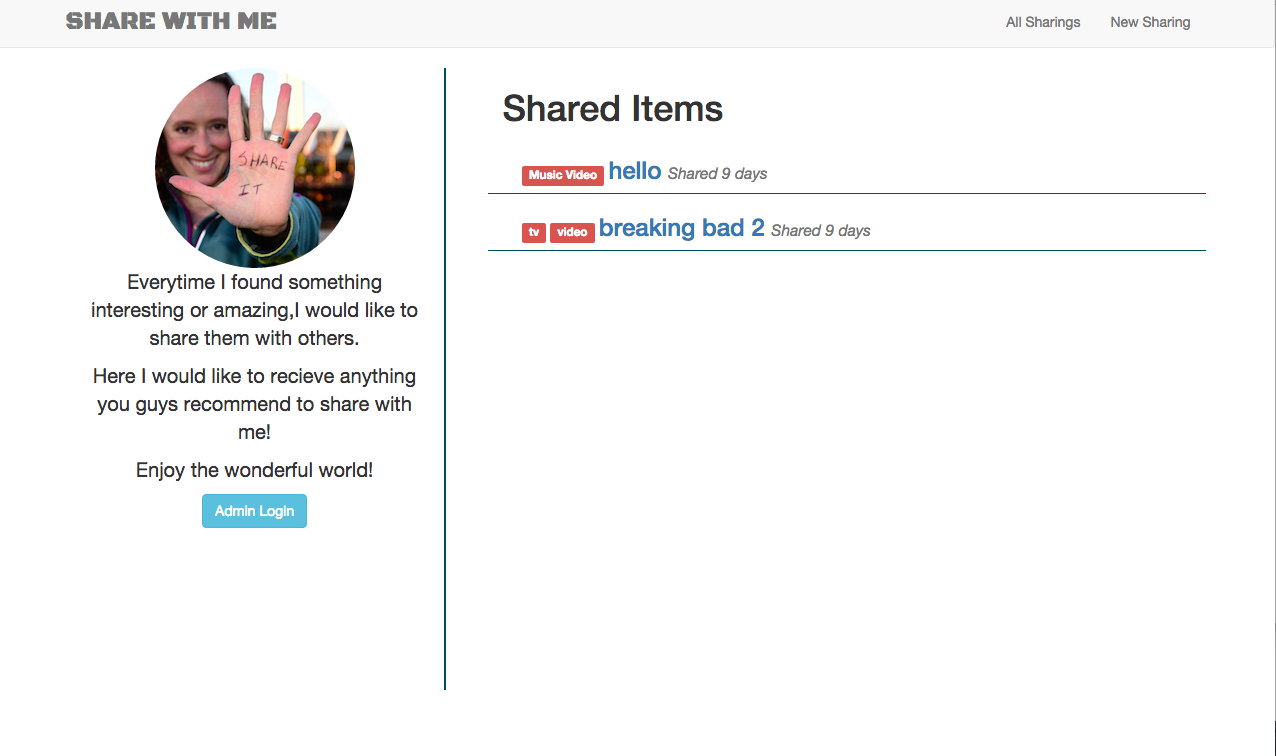 SHARE WITH ME
All Sharings New Sharing
SHARE
IT
Everytime I found something
interesting or amazing,I would like to
share them with others.
Here I would like to recieve anything
you guys recommend to share with
me!
Enjoy the wonderful world!
Admin Login
Shared Items
Music Video hello Shared 9 days
tv video breaking bad 2 Shared 9 days